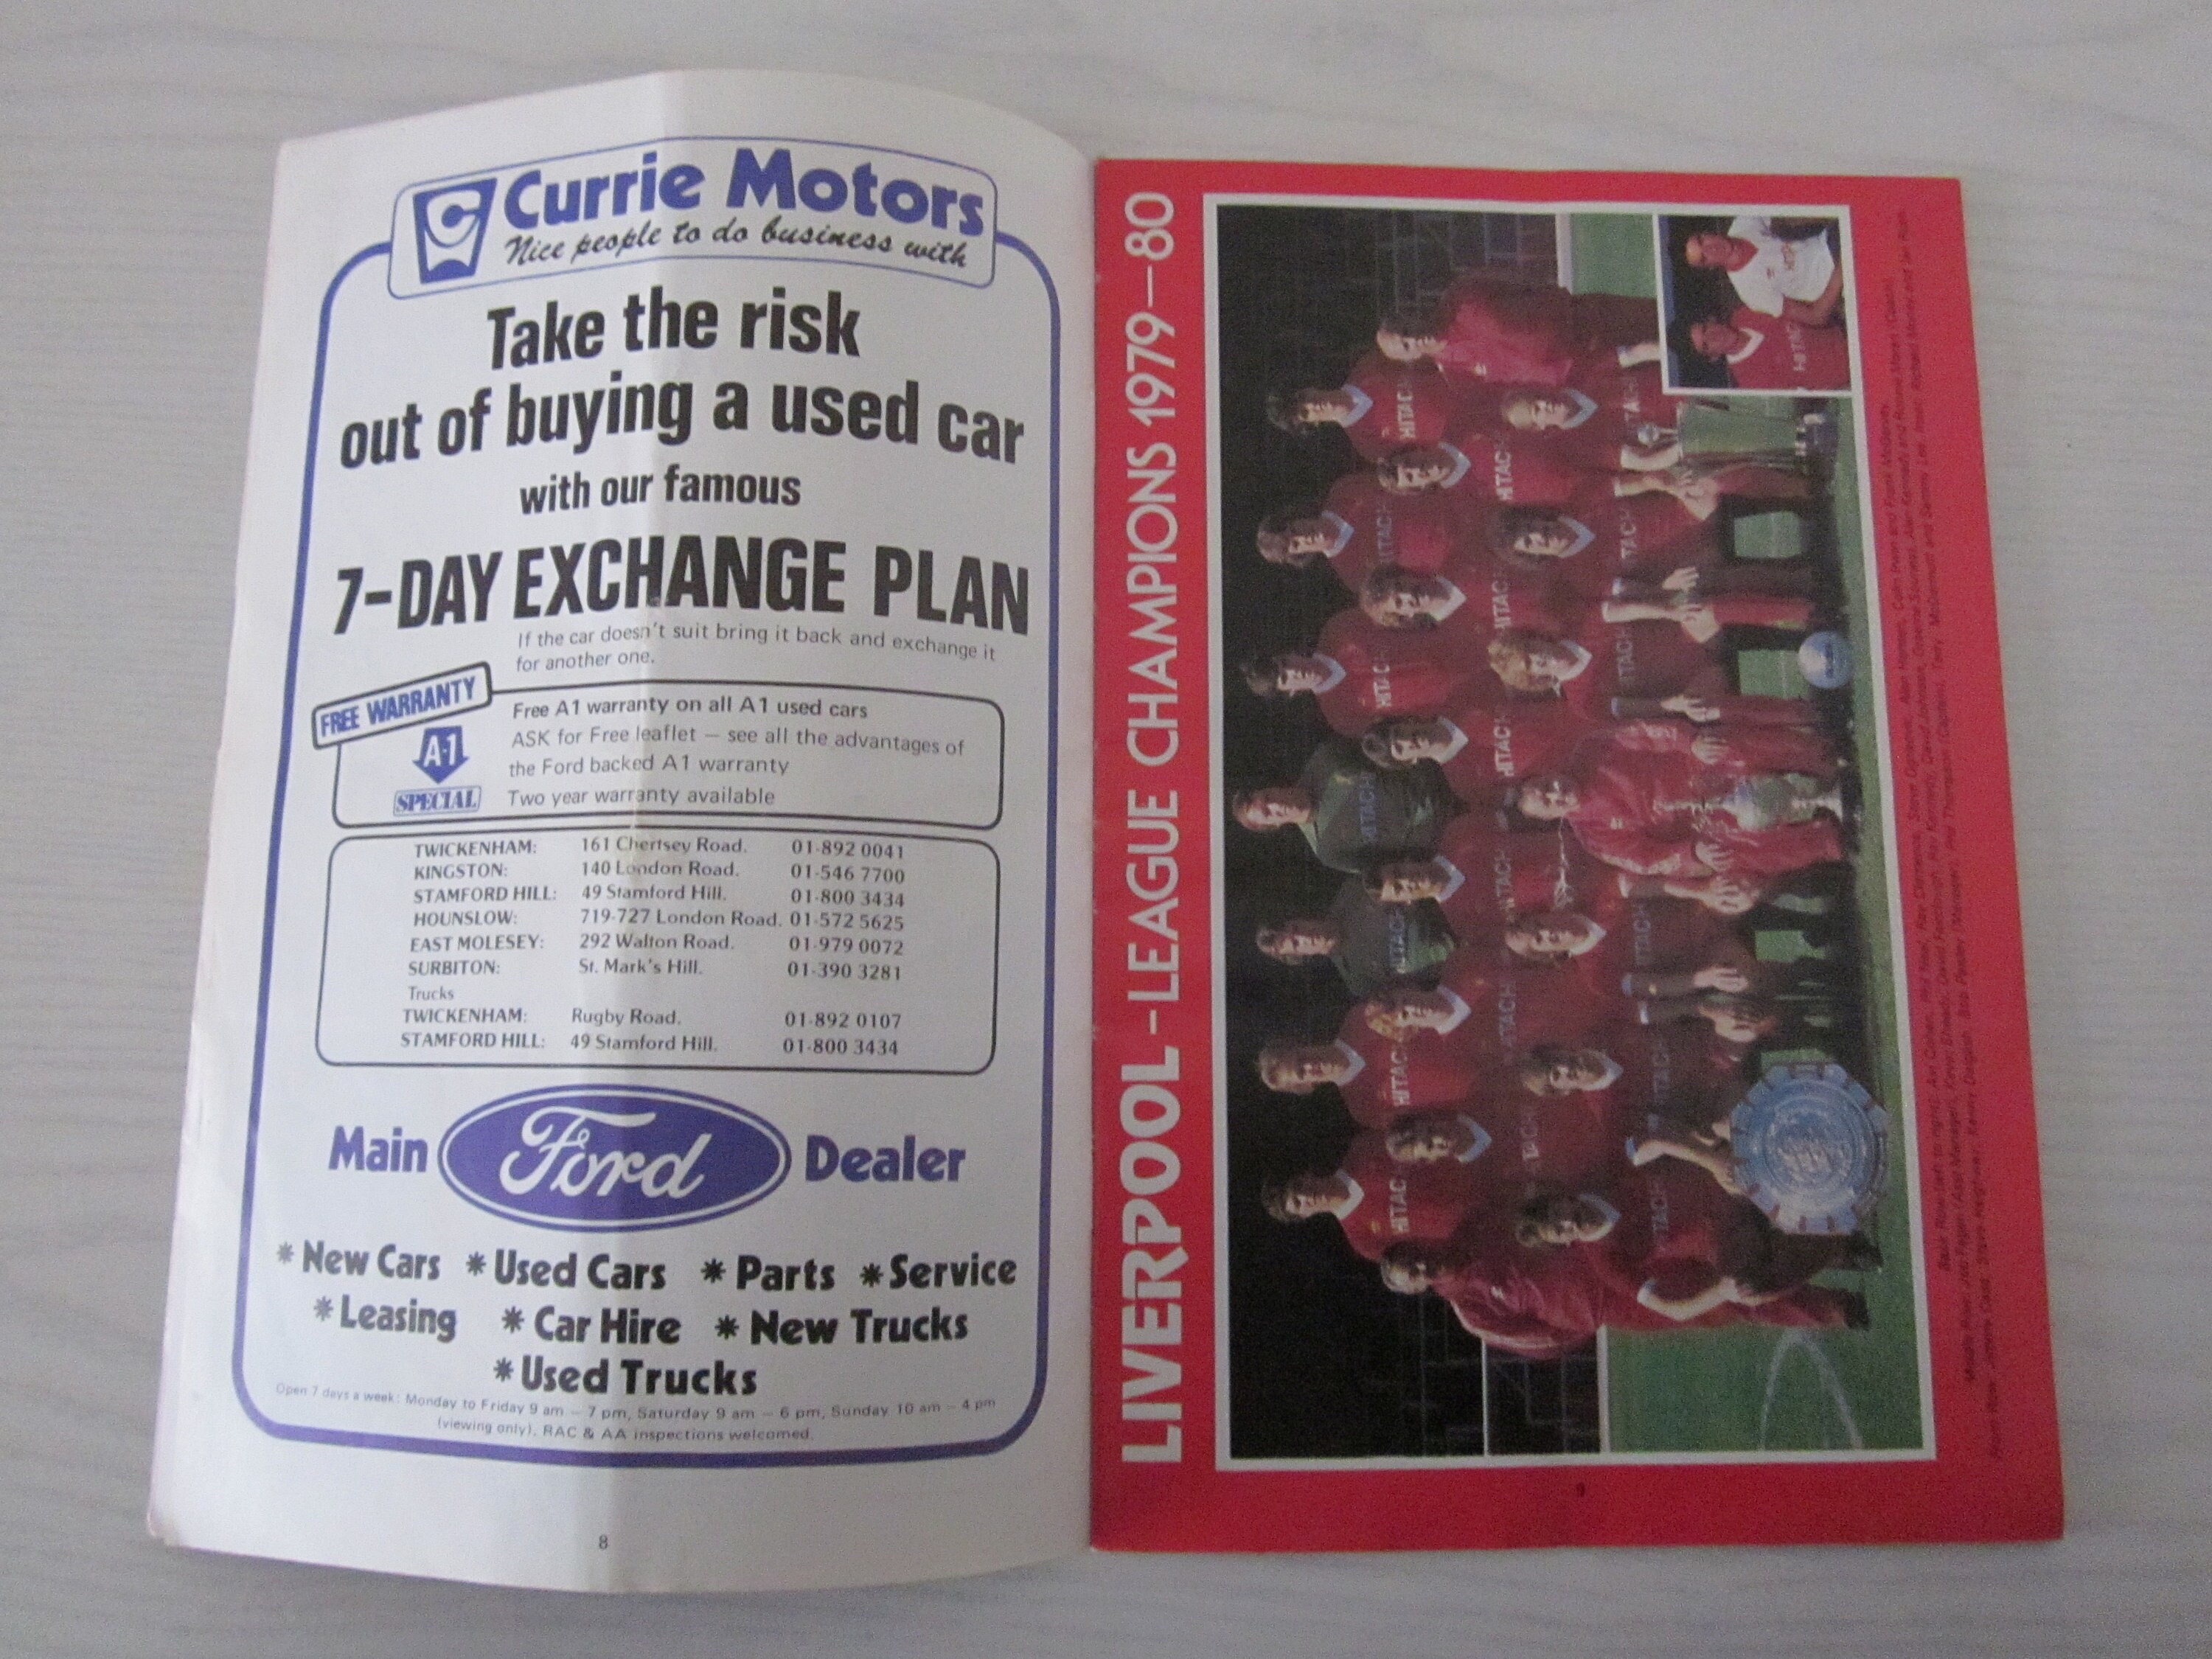 Currie Motors
Nice people to do business with
Take the risk
out of buying a used car
with our famous
7-DAY EXCHANGE PLAN
If the car doesn't suit bring it back and exchange it
for another one.
FREE WARRANTY
A1
SPECIAL
Free A1 warranty on all A1 used cars
ASK for Free leaflet — see all the advantages of
the Ford backed A1 warranty
Two year warranty available
TWICKENHAM: 161 Chertsey Road. 01-892 0041
KINGSTON: 140 London Road. 01-546 7700
STAMFORD HILL: 49 Stamford Hill. 01-800 3434
HOUNSLOW: 719-727 London Road. 01-572 5625
EAST MOLESEY: 292 Walton Road. 01-979 0072
SURBITON: St. Mark's Hill. 01-390 3281
Trucks
TWICKENHAM: Rugby Road. 01-892 0107
STAMFORD HILL: 49 Stamford Hill. 01-800 3434
Main Ford Dealer
* New Cars * Used Cars * Parts * Service
* Leasing * Car Hire * New Trucks
* Used Trucks
Open 7 days a week: Monday to Friday 9 am — 7 pm, Saturday 9 am — 6 pm, Sunday 10 am — 4 pm
(viewing only). RAC & AA inspections welcomed.
8
LIVERPOOL - LEAGUE CHAMPIONS 1979—80
HITACHI
9